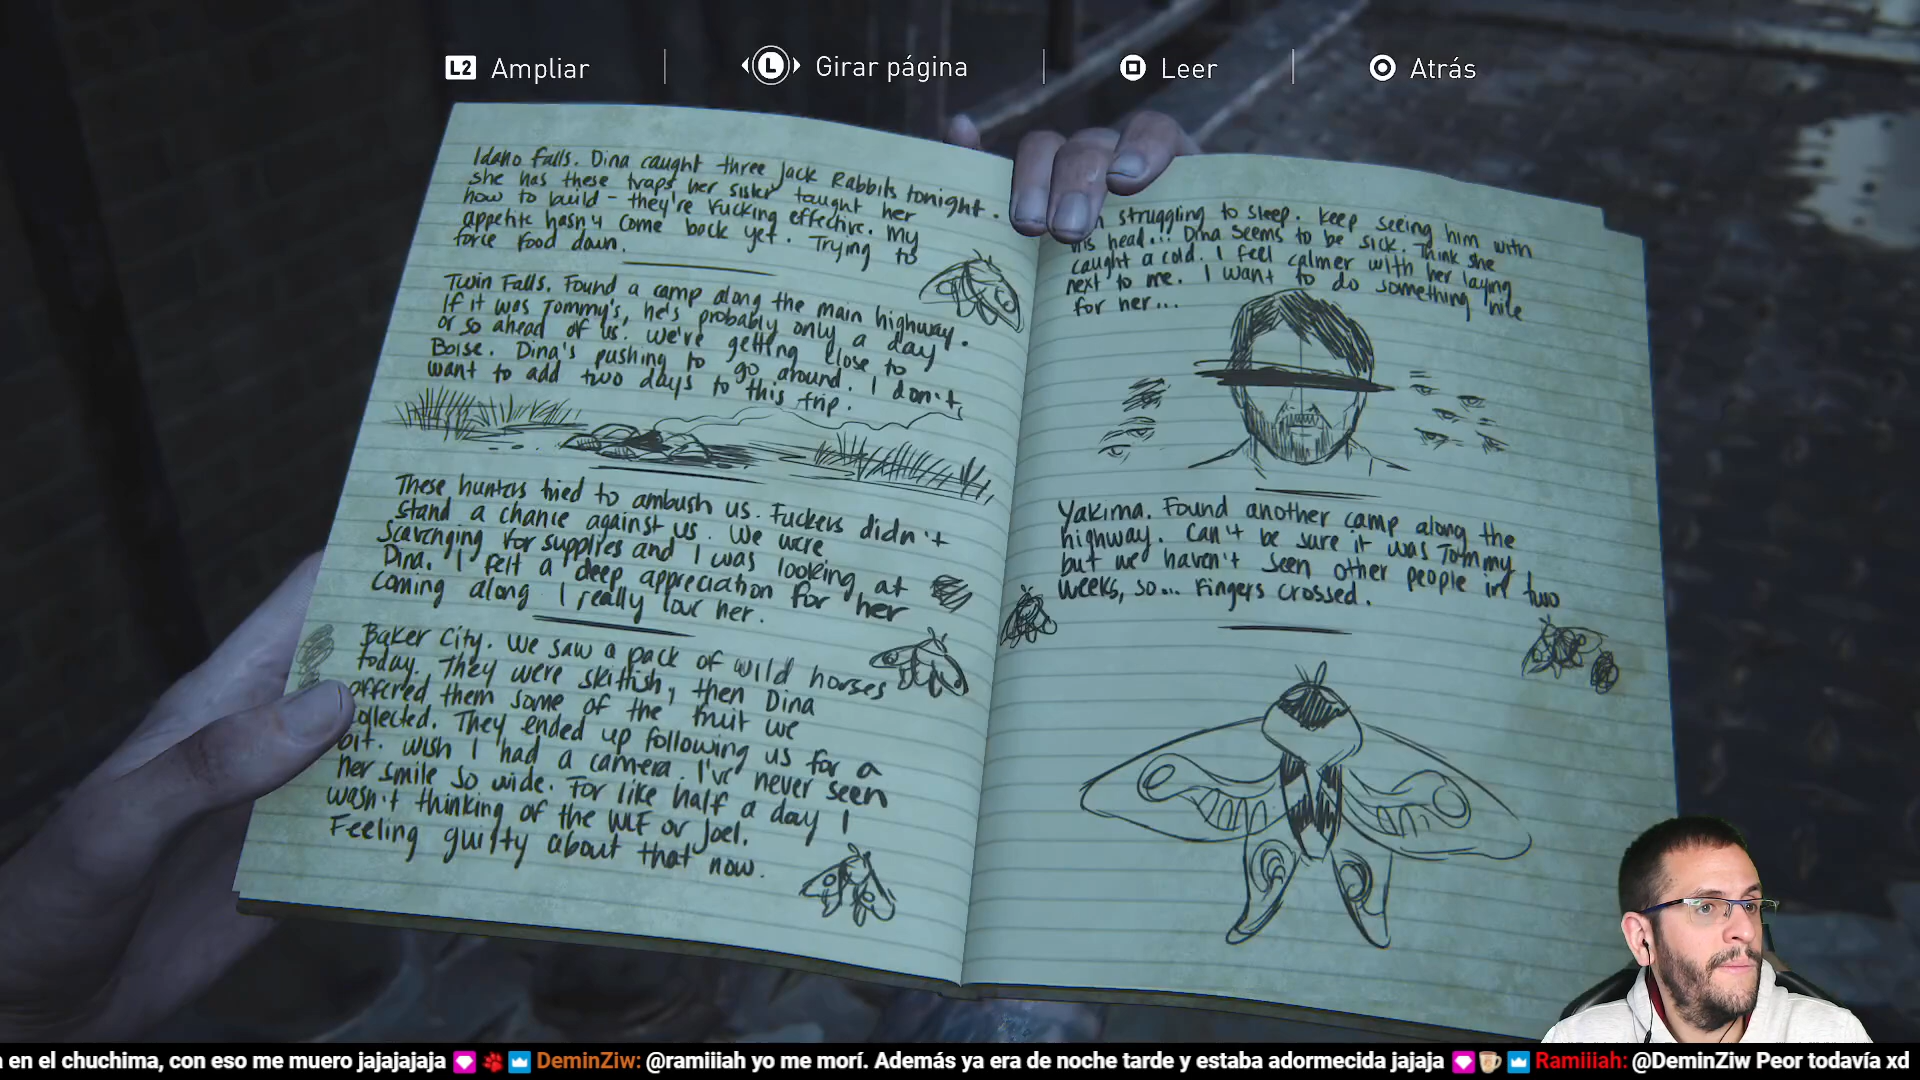 L2 Ampliar
L Girar página
Leer
Atrás
Idaho Falls. Dina caught three Jack Rabbits tonight.
she has these traps her sister taught her
how to build - they're fucking effective. My
appetite hasn't come back yet. Trying to
force food down.
Twin Falls. Found a camp along the main highway.
If it was Tommy's, he's probably only a day
or so ahead of us. We're getting close to
Boise. Dina's pushing to go around. I don't
want to add two days to this trip.
These hunters tried to ambush us. Fuckers didn't
stand a chance against us. We were
scavenging for supplies and I was looking at
Dina. I felt a deep appreciation for her
coming along I really love her.
Baker City. We saw a pack of wild horses
today. They were skittish, then Dina
offered them some of the fruit we
collected. They ended up following us for a
bit. Wish I had a camera. I've never seen
her smile so wide. For like half a day I
wasn't thinking of the WLF or Joel.
Feeling guilty about that now.
struggling to sleep. Keep seeing him with
his head... Dina seems to be sick. Think she
caught a cold. I feel calmer with her laying
next to me. I want to do something nice
for her...
Yakima. Found another camp along the
highway. Can't be sure it was Tommy
but we haven't seen other people in two
weeks, so... Fingers crossed.
en el chuchima, con eso me muero jajajajaja DeminZiw: @ramiiiah yo me morí. Además ya era de noche tarde y estaba adormecida jajaja Ramiiiah: @DeminZiw Peor todavía xd